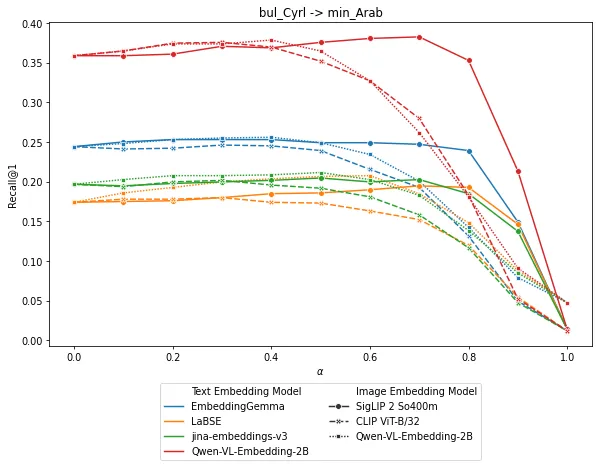 bul_Cyrl -> min_Arab
0.40
0.35
0.30
0.25
0.20
0.15
0.10
0.05
0.00
Recall@1
0.0 0.2 0.4 0.6 0.8 1.0
α
Text Embedding Model Image Embedding Model
EmbeddingGemma SigLIP 2 So400m
LaBSE CLIP ViT-B/32
jina-embeddings-v3 Qwen-VL-Embedding-2B
Qwen-VL-Embedding-2B